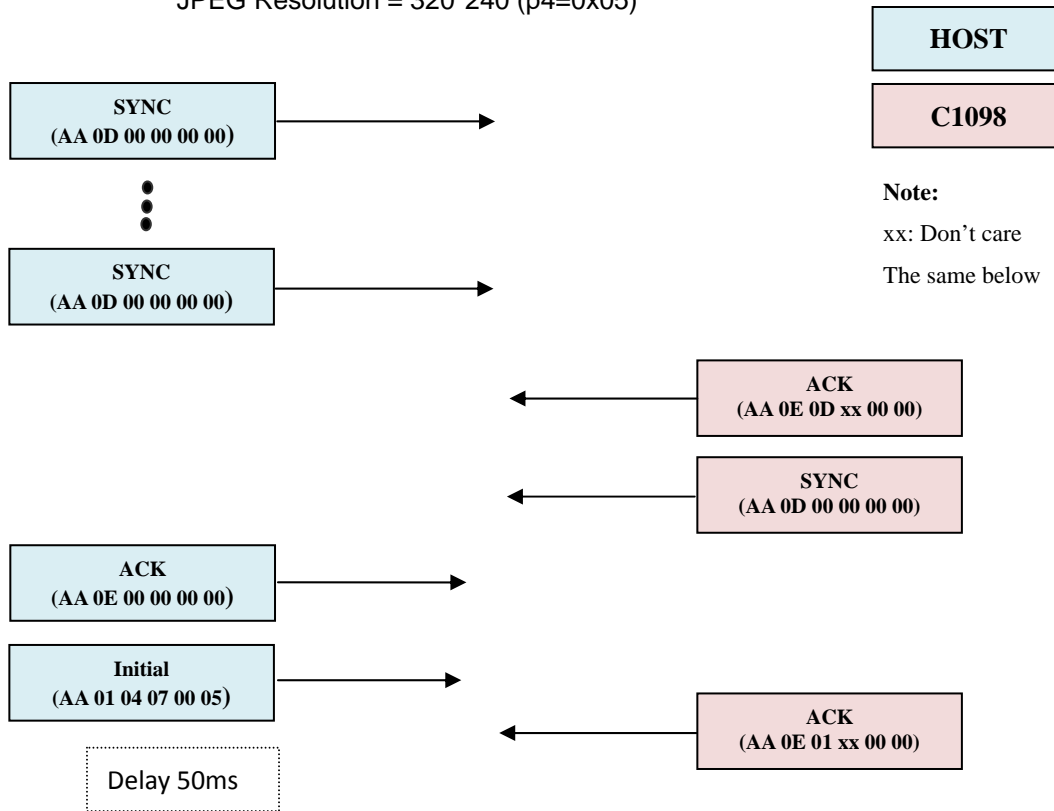 JPEG Resolution = 320*240 (p4=0x05)
HOST
SYNC
(AA 0D 00 00 00 00)
C1098
Note:
xx: Don’t care
The same below
SYNC
(AA 0D 00 00 00 00)
ACK
(AA 0E 0D xx 00 00)
SYNC
(AA 0D 00 00 00 00)
ACK
(AA 0E 00 00 00 00)
Initial
(AA 01 04 07 00 05)
ACK
(AA 0E 01 xx 00 00)
Delay 50ms